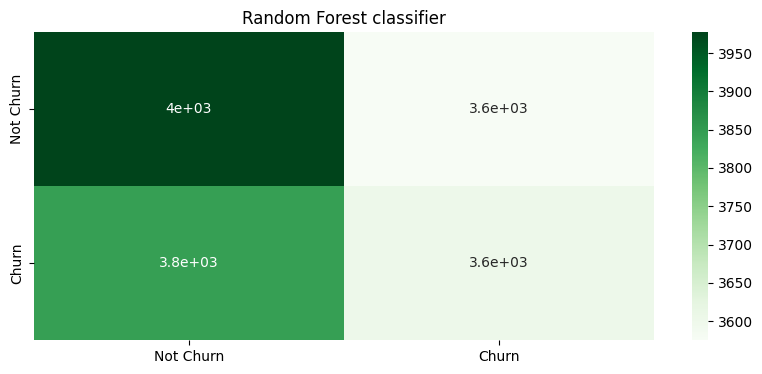 Random Forest classifier
Not Churn
4e+03
3.6e+03
Churn
3.8e+03
3.6e+03
Not Churn
Churn
3950
3900
3850
3800
3750
3700
3650
3600